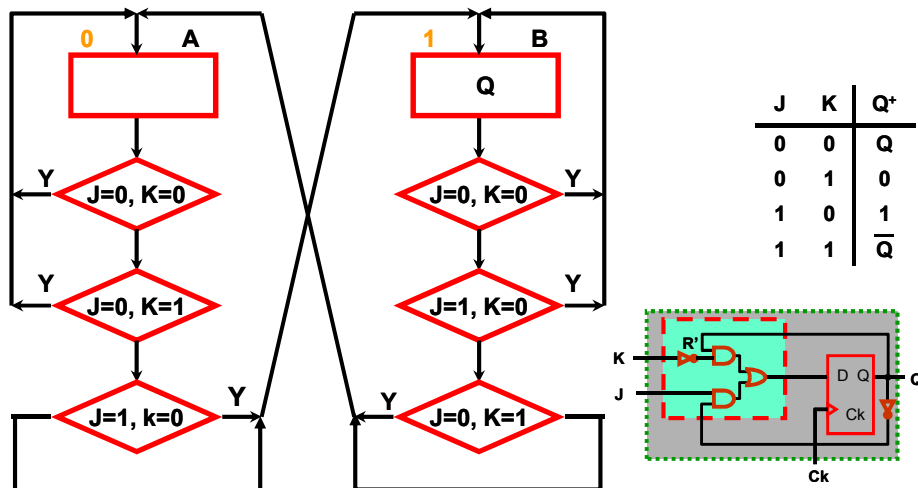 0 A
1 B
Q
J=0, K=0
Y
J=0, K=0
Y
Y
J=0, K=1
J=1, K=0
Y
J=1, k=0
Y
Y
J=0, K=1
J K Q+
0 0 Q
0 1 0
1 0 1
1 1 Q̅
K
R’
J
D Q
Ck
Q
Ck